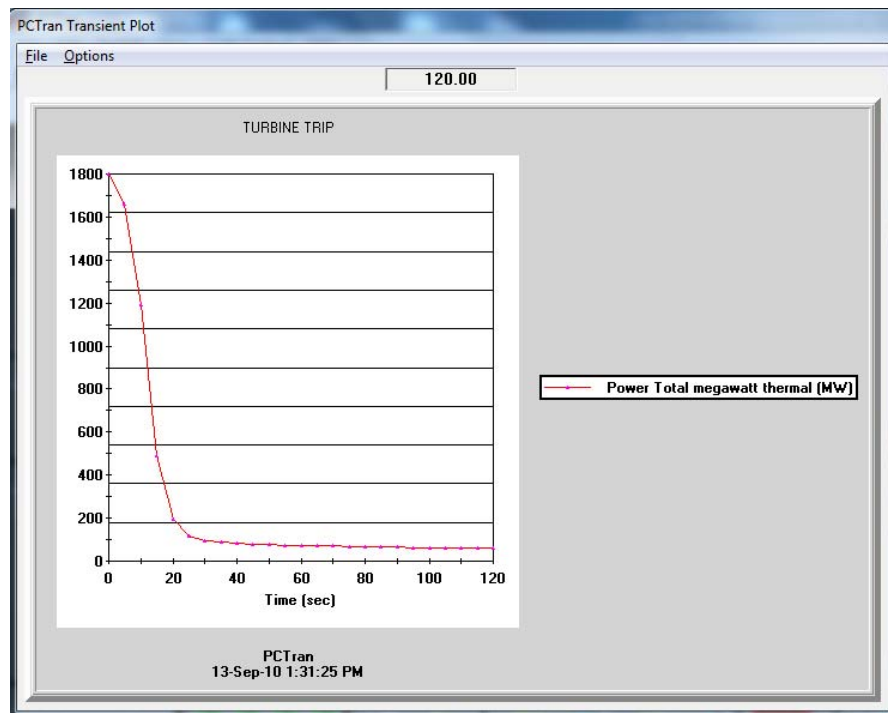 PCTran Transient Plot
File Options
120.00
TURBINE TRIP
1800
1600
1400
1200
1000
800
600
400
200
0
0 20 40 60 80 100 120
Time (sec)
Power Total megawatt thermal (MW)
PCTran
13-Sep-10 1:31:25 PM